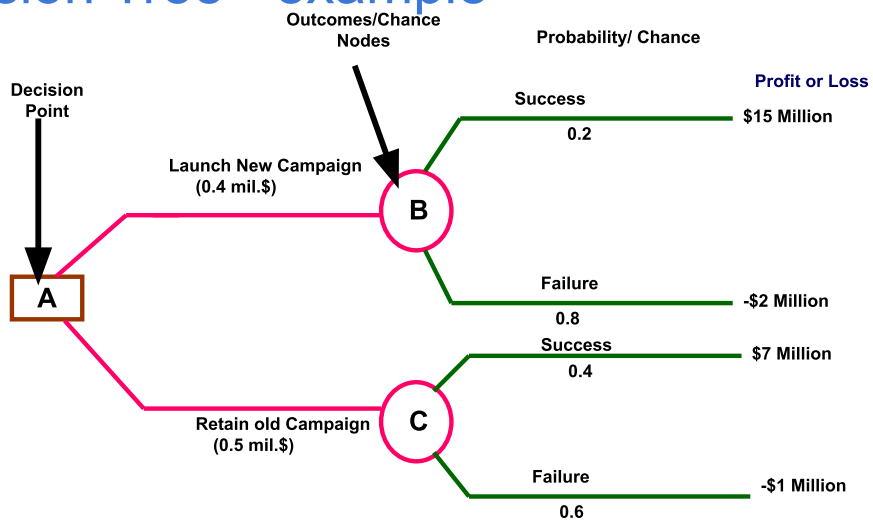 Outcomes/Chance
Nodes
Probability/ Chance
Decision
Point
Profit or Loss
Success
$15 Million
0.2
Launch New Campaign
(0.4 mil.$)
B
A
Failure
-$2 Million
0.8
Success
$7 Million
0.4
Retain old Campaign
(0.5 mil.$)
C
Failure
-$1 Million
0.6